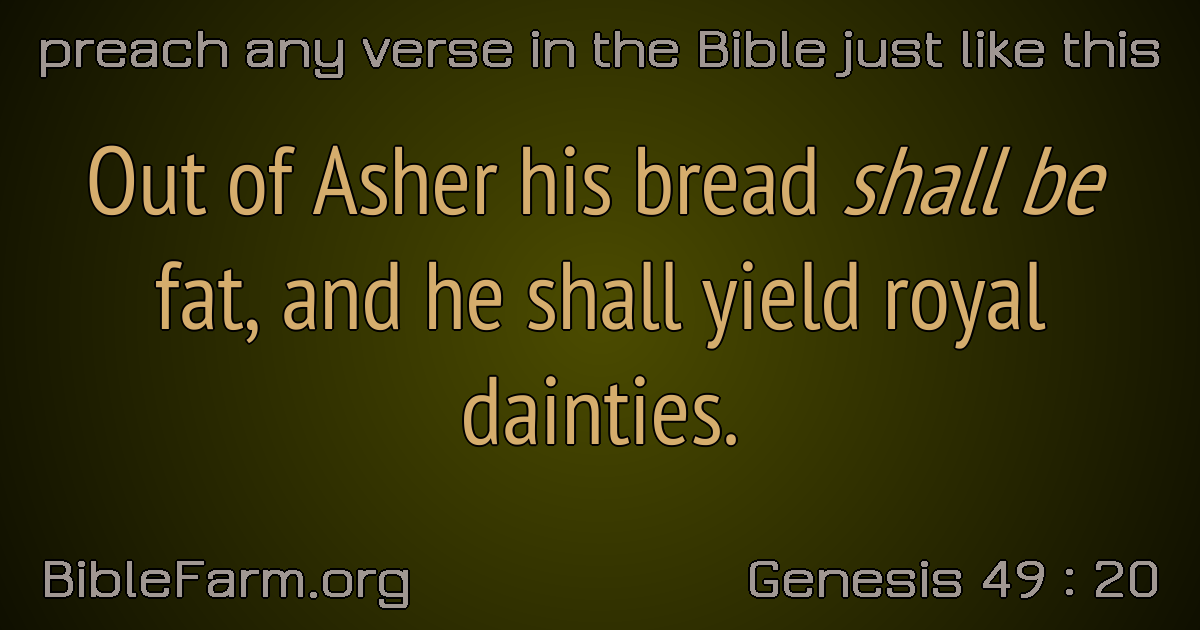 preach any verse in the Bible just like this
Out of Asher his bread shall be
fat, and he shall yield royal
dainties.
BibleFarm.org
Genesis 49 : 20